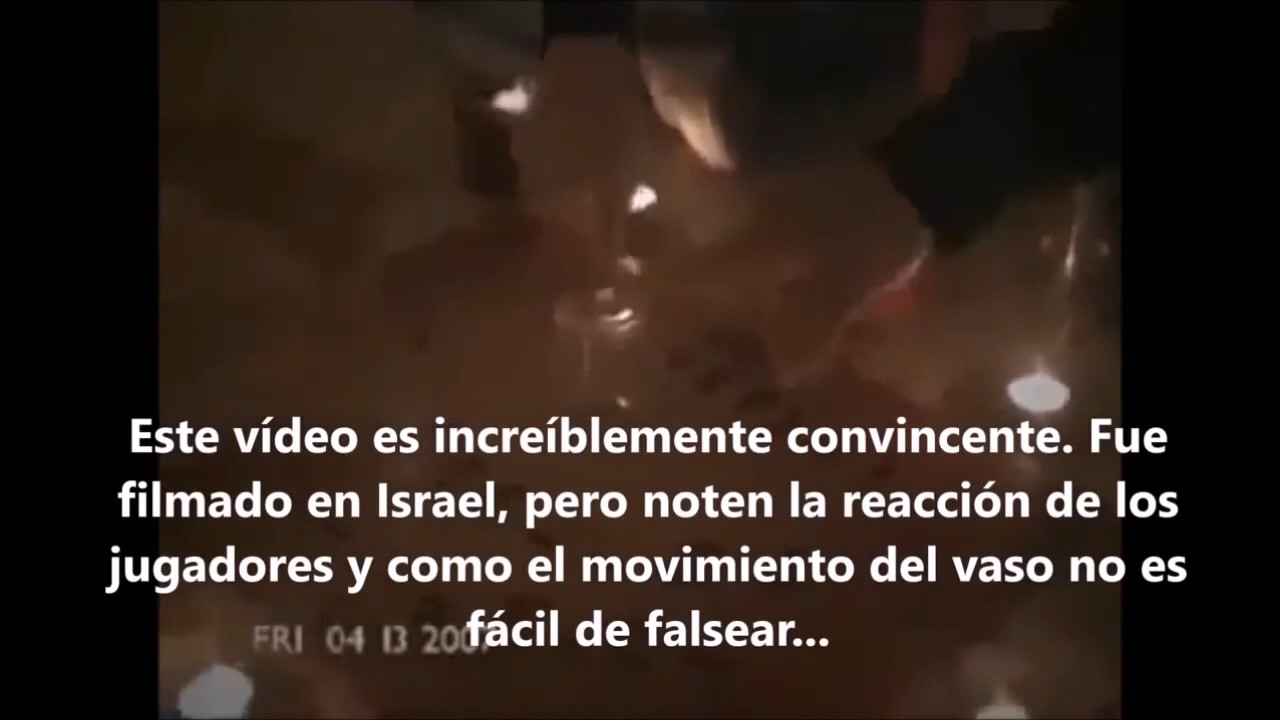 Este vídeo es increíblemente convincente. Fue
filmado en Israel, pero noten la reacción de los
jugadores y como el movimiento del vaso no es
fácil de falsear...
FRI 04 13 2007